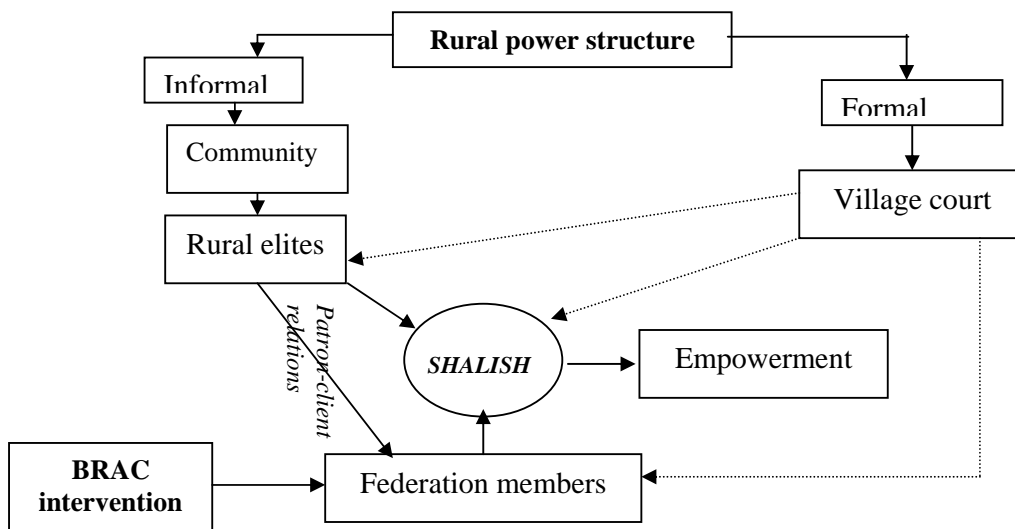 Rural power structure
Informal
Formal
Community
Village court
Rural elites
Patron-client
relations
SHALISH
Empowerment
BRAC
intervention
Federation members